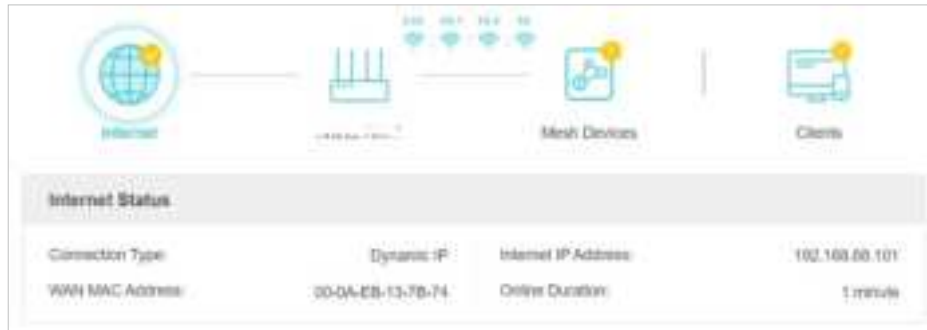 Internet
Mesh Devices
Clients
Internet Status
Connection Type: Dynamic IP Internet IP Address: 192.168.88.101
WAN MAC Address: 00-0A-EB-13-7B-74 Online Duration: 1 minute